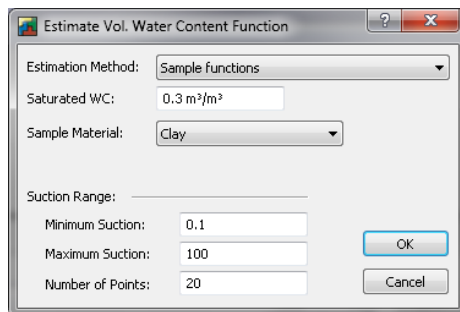 Estimate Vol. Water Content Function
Estimation Method: Sample functions
Saturated WC: 0.3 m³/m³
Sample Material: Clay
Suction Range:
Minimum Suction: 0.1
Maximum Suction: 100
OK
Number of Points: 20
Cancel